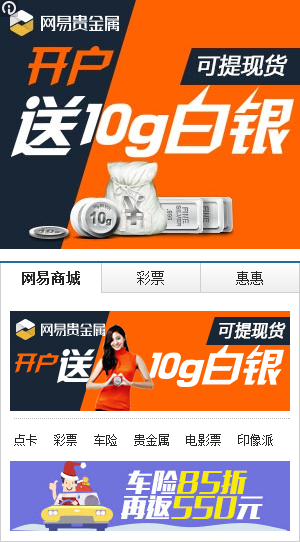 网易贵金属
开户
可提现货
送10g白银
10g
网易商城
彩票
惠惠
网易贵金属
可提现货
开户送
10g白银
点卡 彩票 车险 贵金属 电影票 印像派
车险85折
再返550元